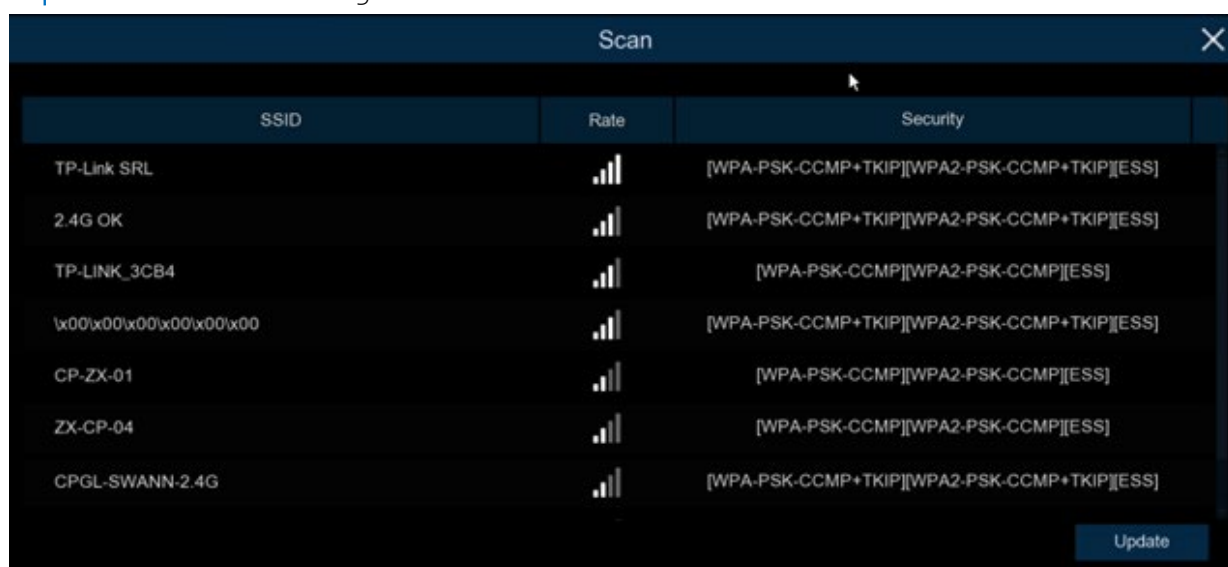 Scan
SSID Rate Security
TP-Link SRL [WPA-PSK-CCMP+TKIP][WPA2-PSK-CCMP+TKIP][ESS]
2.4G OK [WPA-PSK-CCMP+TKIP][WPA2-PSK-CCMP+TKIP][ESS]
TP-LINK_3CB4 [WPA-PSK-CCMP][WPA2-PSK-CCMP][ESS]
\x00\x00\x00\x00\x00\x00 [WPA-PSK-CCMP+TKIP][WPA2-PSK-CCMP+TKIP][ESS]
CP-ZX-01 [WPA-PSK-CCMP][WPA2-PSK-CCMP][ESS]
ZX-CP-04 [WPA-PSK-CCMP][WPA2-PSK-CCMP][ESS]
CPGL-SWANN-2.4G [WPA-PSK-CCMP+TKIP][WPA2-PSK-CCMP+TKIP][ESS]
Update